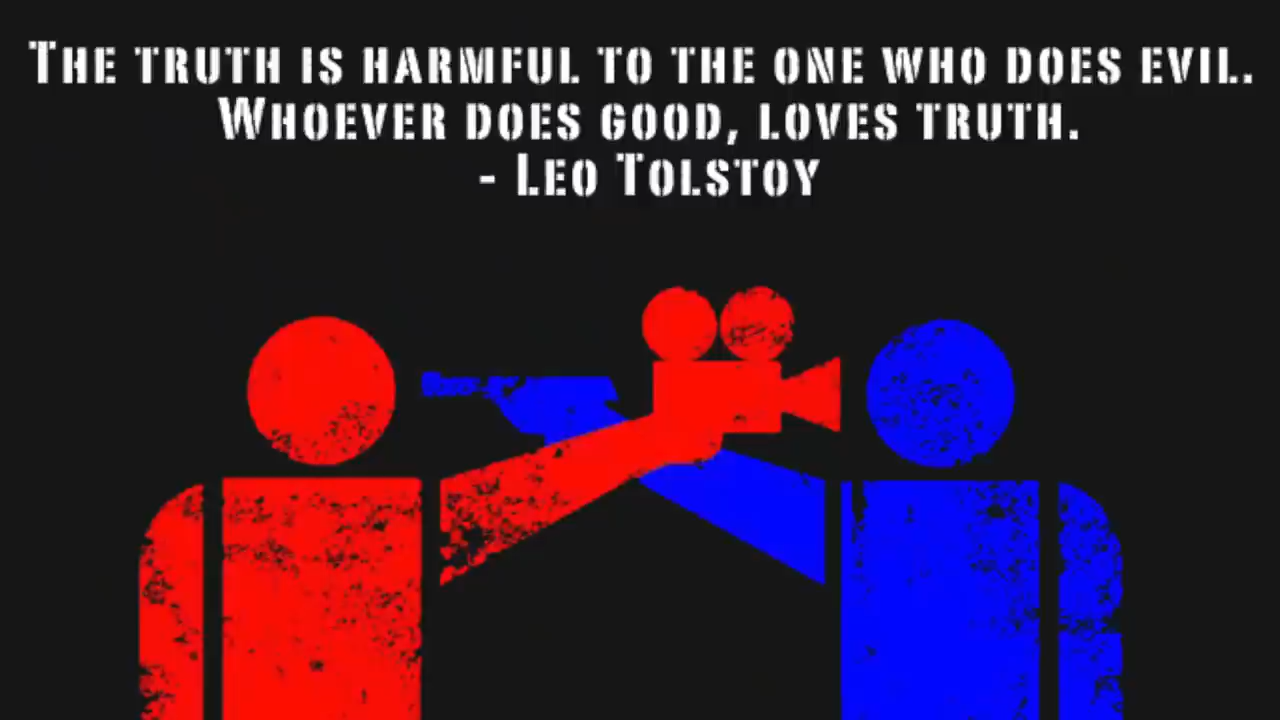 The truth is harmful to the one who does evil.
Whoever does good, loves truth.
- Leo Tolstoy